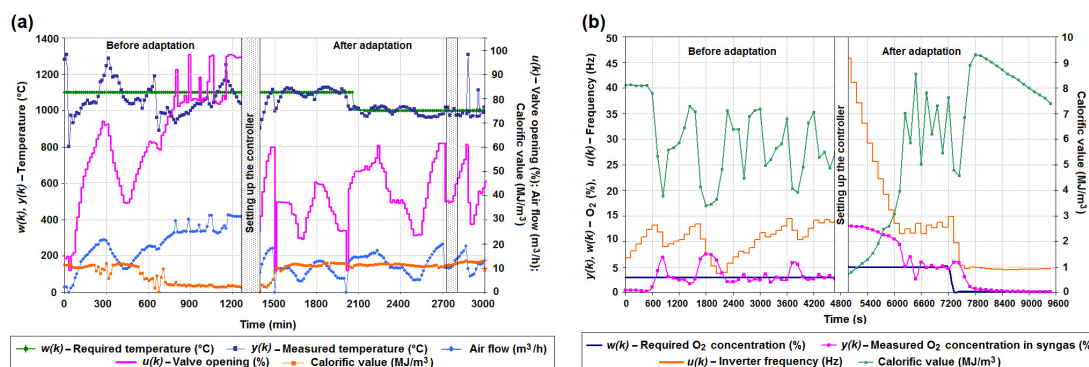 (a)
Before adaptation
After adaptation
Setting up the controller
w(k), y(k) – Temperature (°C)
1400
1200
1000
800
600
400
200
0
100
90
80
70
60
50
40
30
20
10
0
u(k) – Valve opening (%);
Calorific value (MJ/m³); Air flow (m³/h);
0 300 600 900 1200 1500 1800 2100 2400 2700 3000
Time (min)
w(k) – Required temperature (°C) y(k) – Measured temperature (°C) Air flow (m³/h)
u(k) – Valve opening (%) Calorific value (MJ/m³)
(b)
Before adaptation
After adaptation
Setting up the controller
y(k), w(k) – O₂ (%), u(k) – Frequency (Hz)
50
45
40
35
30
25
20
15
10
5
0
10
9
8
7
6
5
4
3
2
1
0
Calorific value (MJ/m³)
0 600 1200 1800 2400 3000 3600 4200 4800 5400 6000 6600 7200 7800 8400 9000 9600
Time (s)
w(k) – Required O₂ concentration (%) y(k) – Measured O₂ concentration in syngas (%
u(k) – Inverter frequency (Hz) Calorific value (MJ/m³)